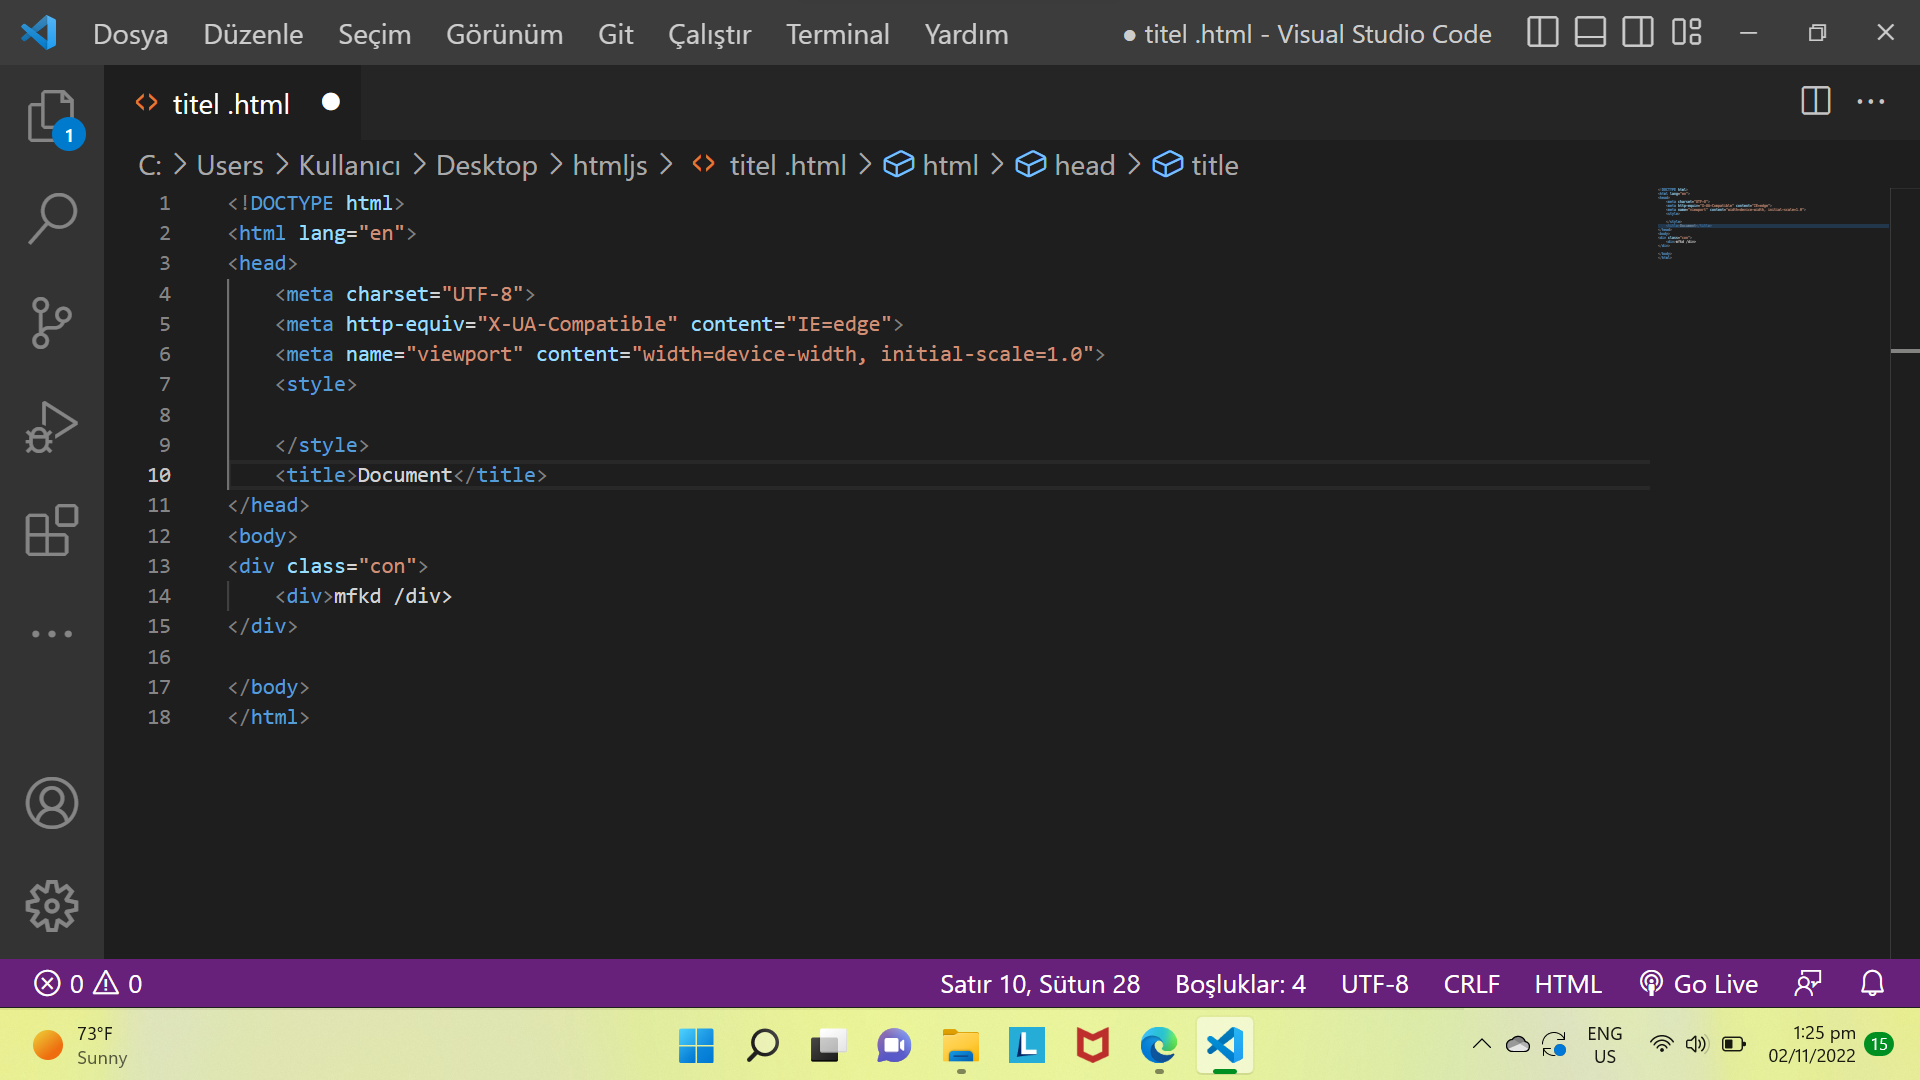 Dosya Düzenle Seçim Görünüm Git Çalıştır Terminal Yardım ● titel .html - Visual Studio Code
titel .html
1
C: > Users > Kullanıcı > Desktop > htmljs > titel .html > html > head > title
1 <!DOCTYPE html>
2 <html lang="en">
3 <head>
4 <meta charset="UTF-8">
5 <meta http-equiv="X-UA-Compatible" content="IE=edge">
6 <meta name="viewport" content="width=device-width, initial-scale=1.0">
7 <style>
8
9 </style>
10 <title>Document</title>
11 </head>
12 <body>
13 <div class="con">
14 <div>mfkd /div>
15 </div>
16
17 </body>
18 </html>
0 0 Satır 10, Sütun 28 Boşluklar: 4 UTF-8 CRLF HTML Go Live
73°F
Sunny
L
ENG
US
1:25 pm
02/11/2022
15